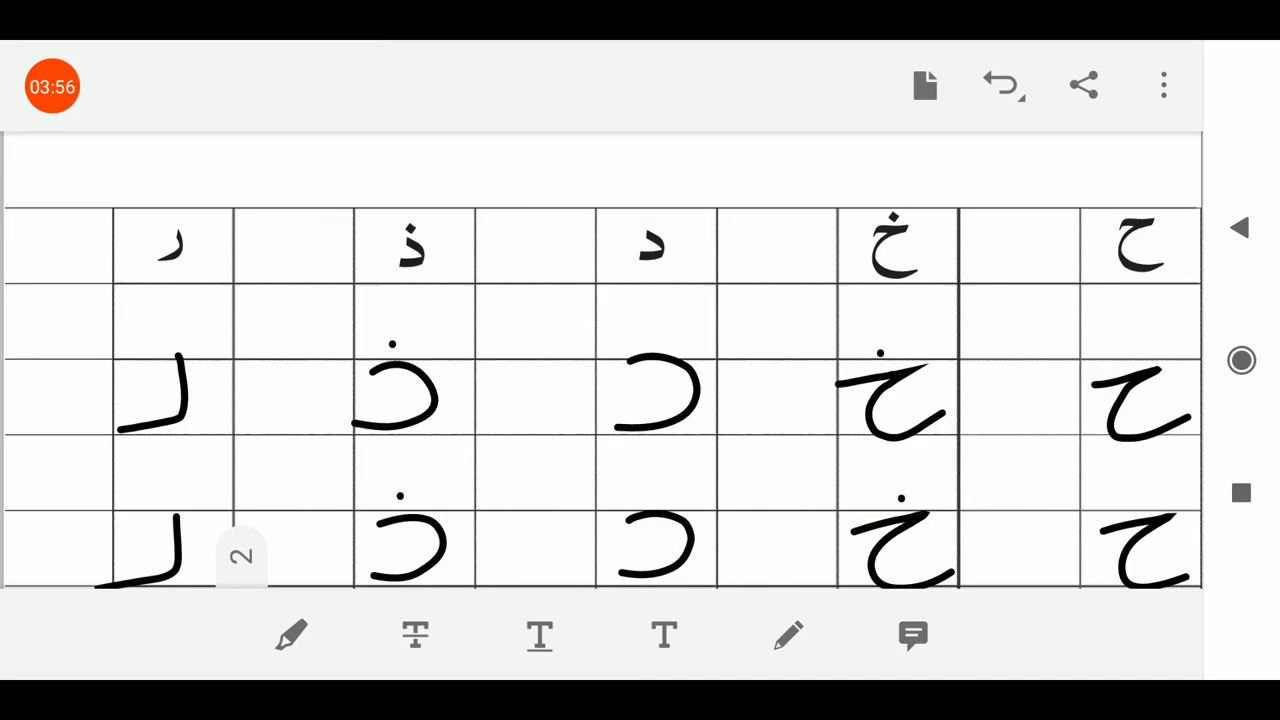 03:56
ح خ د ذ ر
ح خ د ذ ر
ح خ د ذ ر
2
T T T